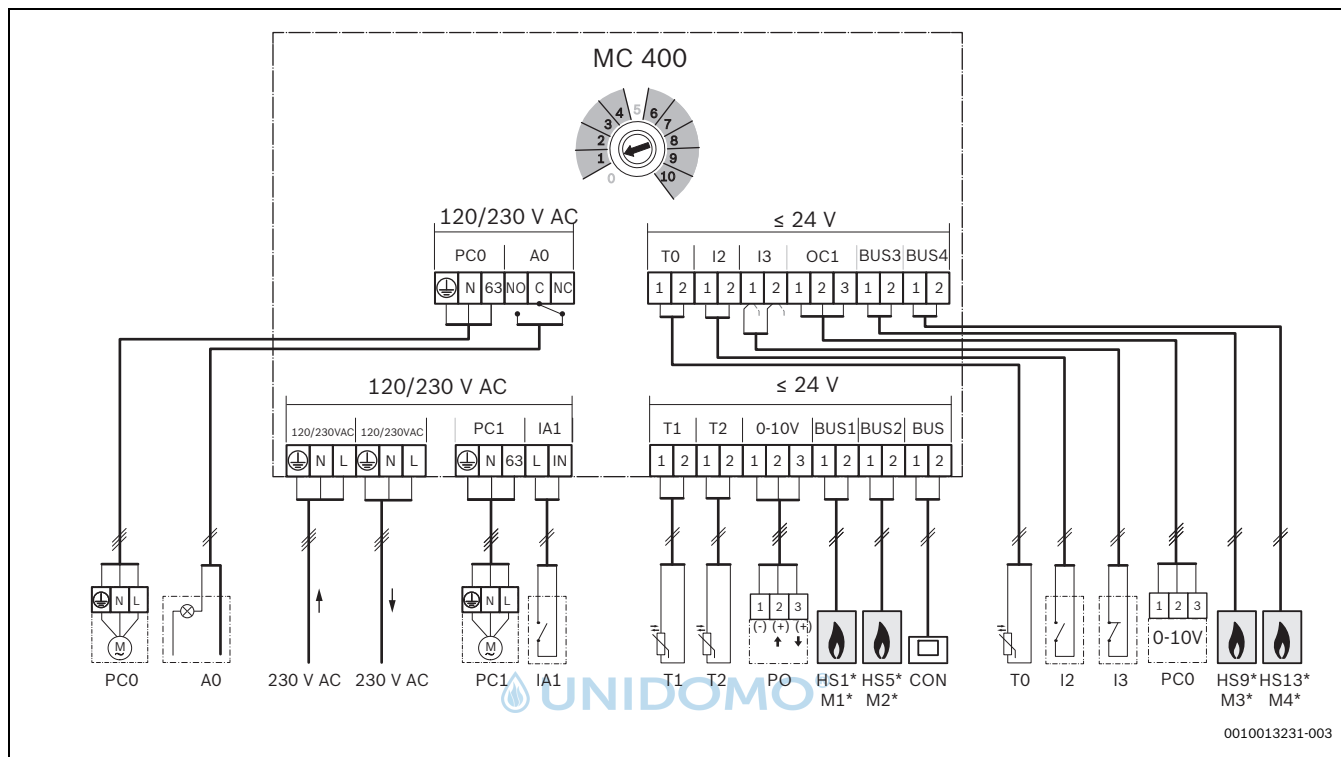 MC 400
0 1 2 3 4 5 6 7 8 9 10
120/230 V AC
PC0 A0
N 63 NO C NC
≤ 24 V
T0 I2 I3 OC1 BUS3 BUS4
1 2 1 2 1 2 1 2 3 1 2 1 2
120/230 V AC
120/230VAC 120/230VAC PC1 IA1
N L N L N 63 L IN
≤ 24 V
T1 T2 0-10V BUS1 BUS2 BUS
1 2 1 2 1 2 3 1 2 1 2 1 2
N L
M
~
PC0
A0
230 V AC
230 V AC
N L
M
~
PC1
IA1
T1
T2
1 2 3
(-) (+) (+)
PO
HS1*
M1*
HS5*
M2*
CON
T0
I2
I3
1 2 3
0-10V
PC0
HS9*
M3*
HS13*
M4*
UNIDOMO®
0010013231-003